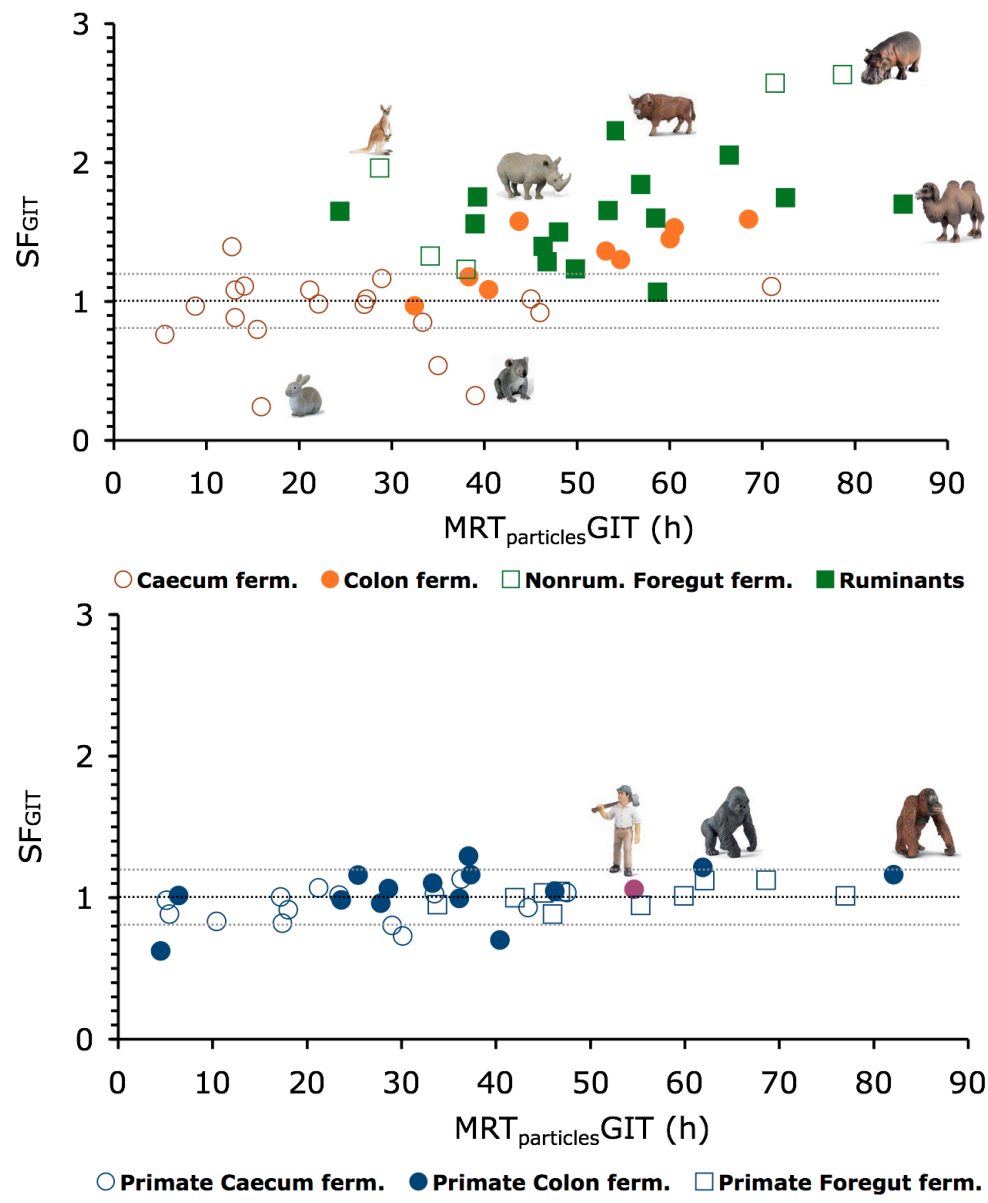 3
2
1
0
SFGIT
0 10 20 30 40 50 60 70 80 90
MRTparticlesGIT (h)
Caecum ferm. Colon ferm. Nonrum. Foregut ferm. Ruminants
3
2
1
0
SFGIT
0 10 20 30 40 50 60 70 80 90
MRTparticlesGIT (h)
Primate Caecum ferm. Primate Colon ferm. Primate Foregut ferm.